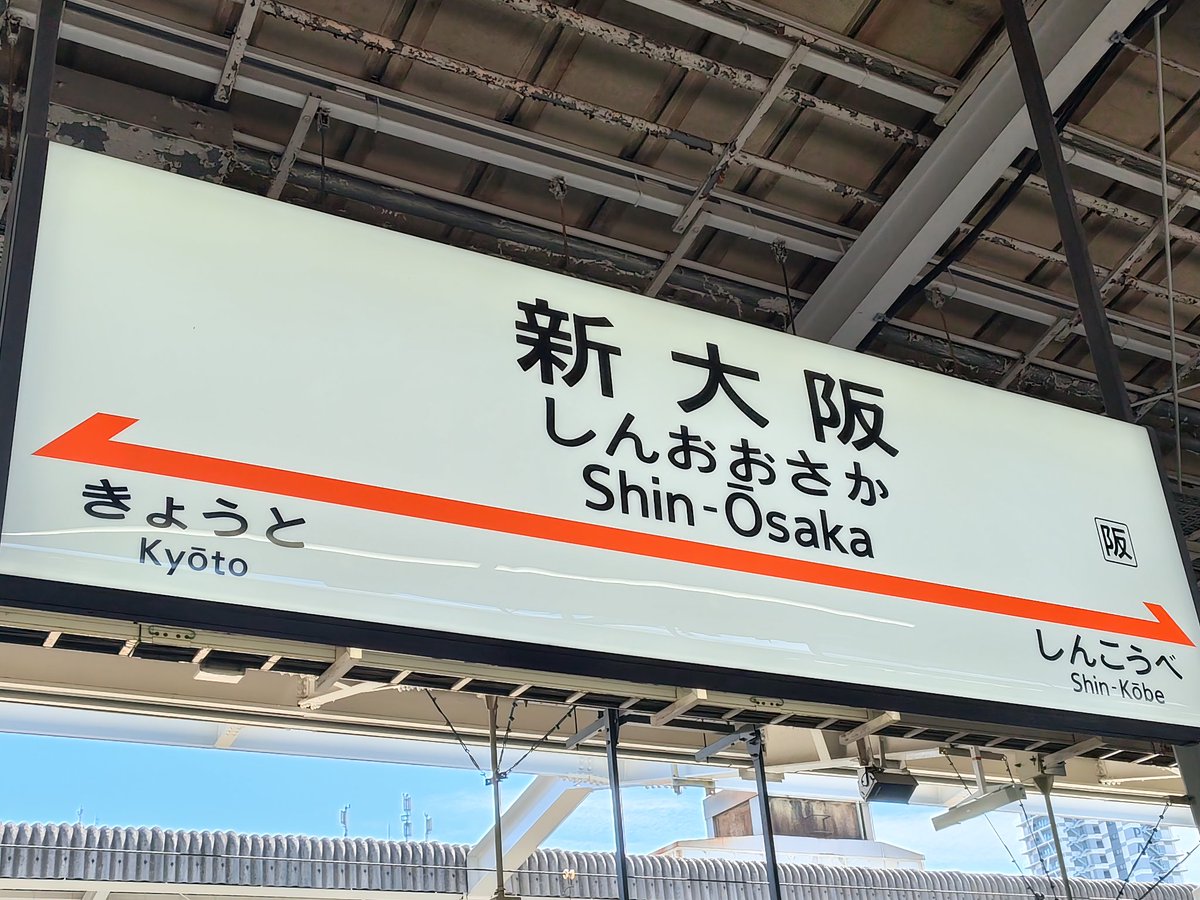 新大阪
しんおおさか
Shin-Ōsaka
阪
きょうと
Kyōto
しんこうべ
Shin-Kōbe